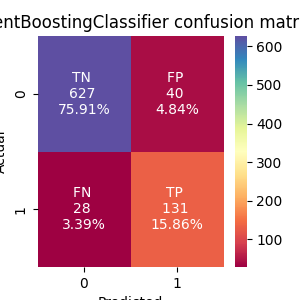 entBoostingClassifier confusion matr
TN
627
75.91%
FP
40
4.84%
FN
28
3.39%
TP
131
15.86%
0
1
Actual
0
1
Predicted
600
500
400
300
200
100